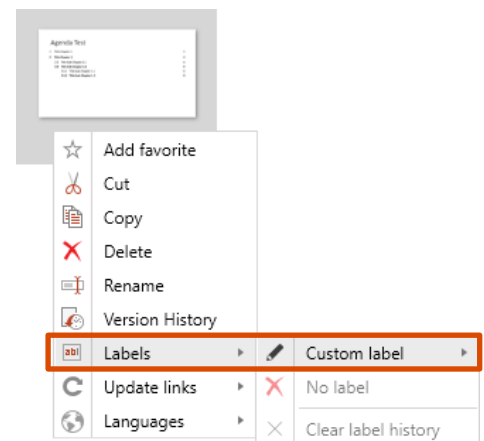 Agenda Test
Add favorite
Cut
Copy
Delete
Rename
Version History
abl Labels Custom label
Update links No label
Languages Clear label history